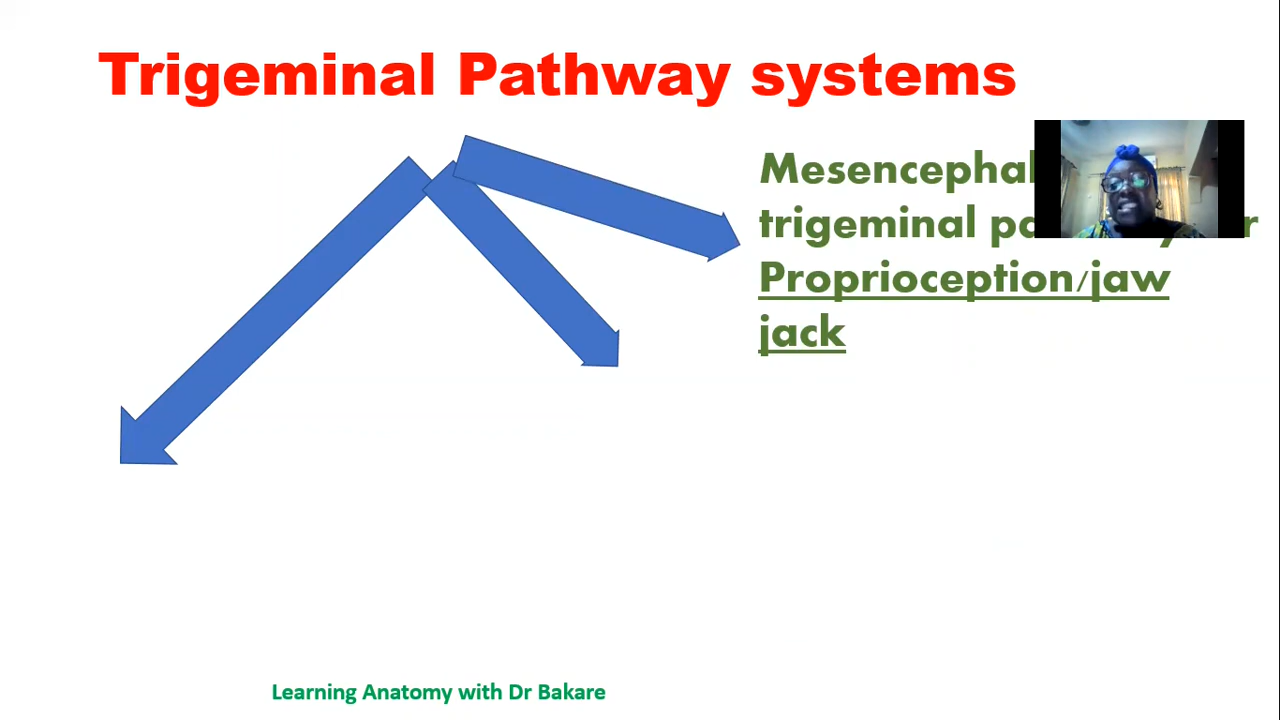 Trigeminal Pathway systems
Mesencephal
trigeminal pa
Proprioception/jaw
jack
Learning Anatomy with Dr Bakare